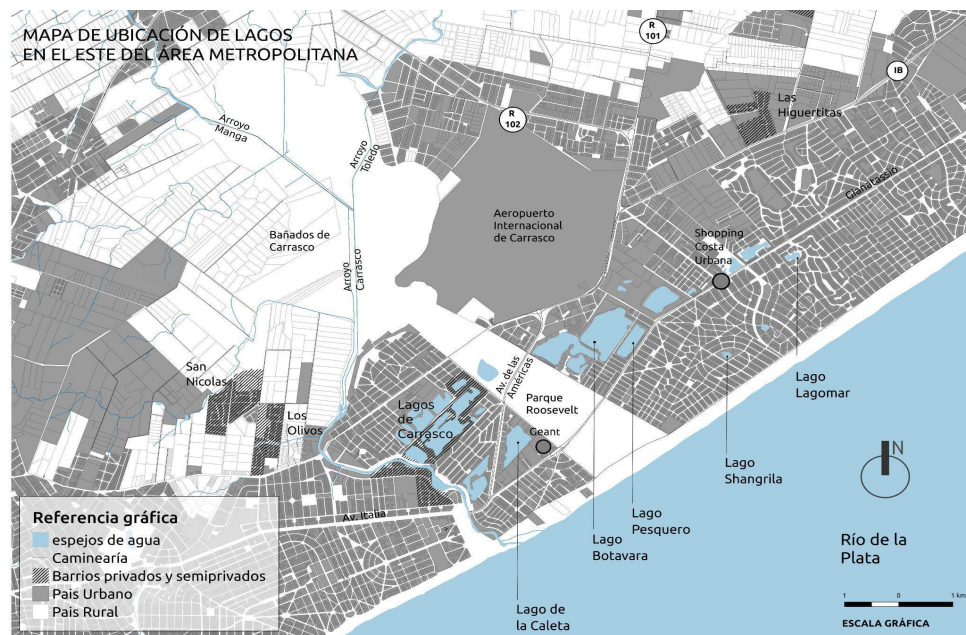 MAPA DE UBICACIÓN DE LAGOS
EN EL ESTE DEL ÁREA METROPOLITANA
R
101
IB
Las
Higuertitas
R
102
Arroyo
Manga
Arroyo
Toledo
Gianatassio
Aeropuerto
Internacional
de Carrasco
Shopping
Costa
Urbana
Bañados de
Carrasco
Arroyo
Carrasco
San
Nicolas
Av. de las
Américas
Lago
Lagomar
Parque
Roosevelt
Lagos
de
Carrasco
Los
Olivos
Geant
N
Lago
Shangrila
Av. Italia
Lago
Pesquero
Lago
Botavara
Río de la
Plata
Referencia gráfica
espejos de agua
Caminearía
Barrios privados y semiprivados
Pais Urbano
Pais Rural
Lago de
la Caleta
1 0 1 km
ESCALA GRÁFICA